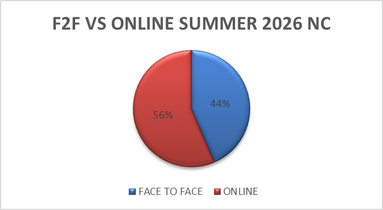 F2F VS ONLINE SUMMER 2026 NC
44%
56%
FACE TO FACE ONLINE